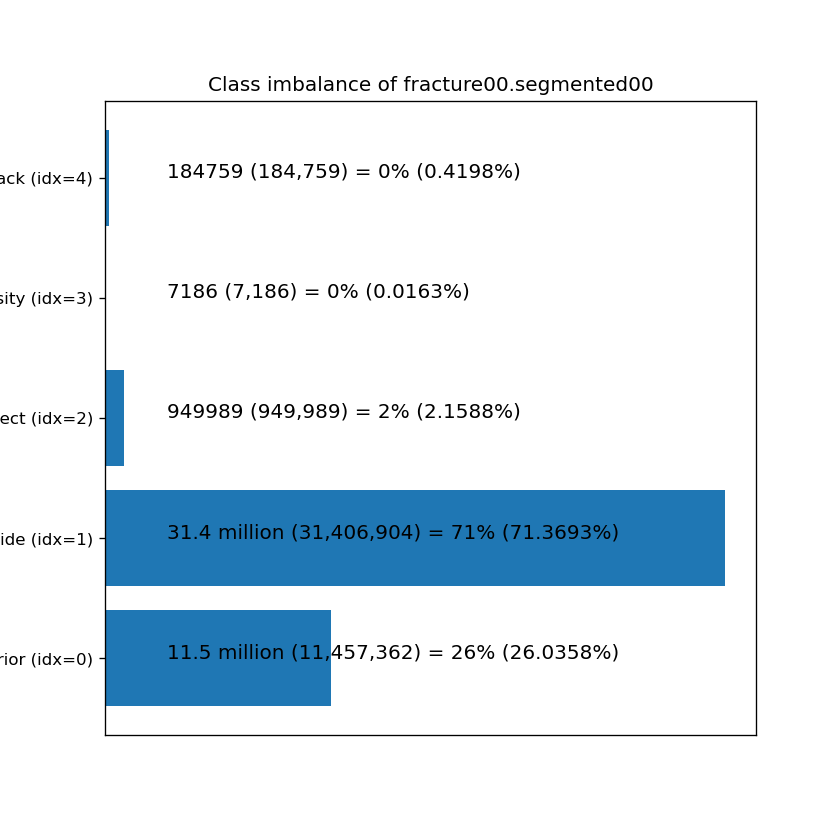 Class imbalance of fracture00.segmented00
ack (idx=4) 184759 (184,759) = 0% (0.4198%)
sity (idx=3) 7186 (7,186) = 0% (0.0163%)
ect (idx=2) 949989 (949,989) = 2% (2.1588%)
ide (idx=1) 31.4 million (31,406,904) = 71% (71.3693%)
rior (idx=0) 11.5 million (11,457,362) = 26% (26.0358%)